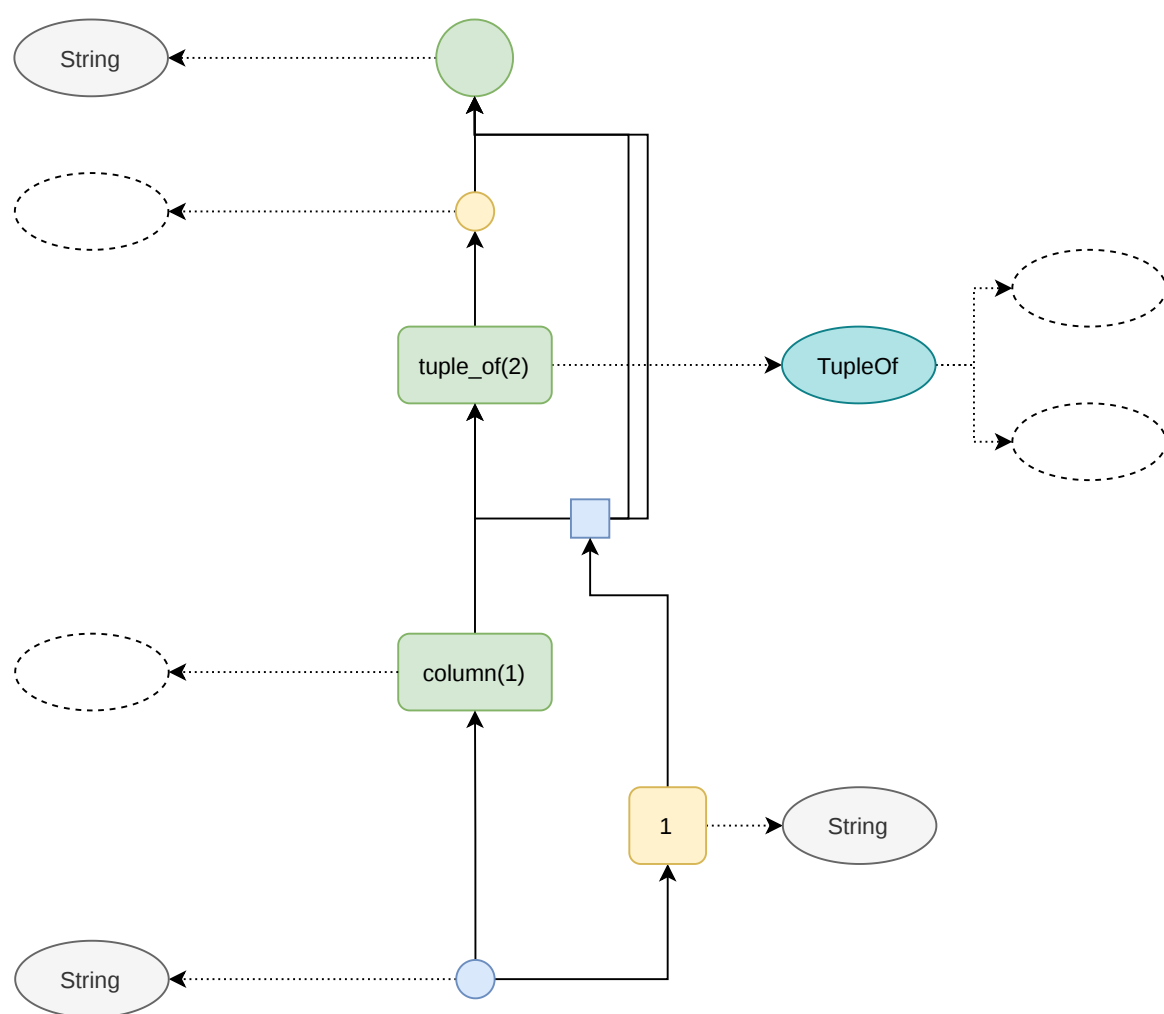 String
tuple_of(2)
TupleOf
column(1)
1
String
String